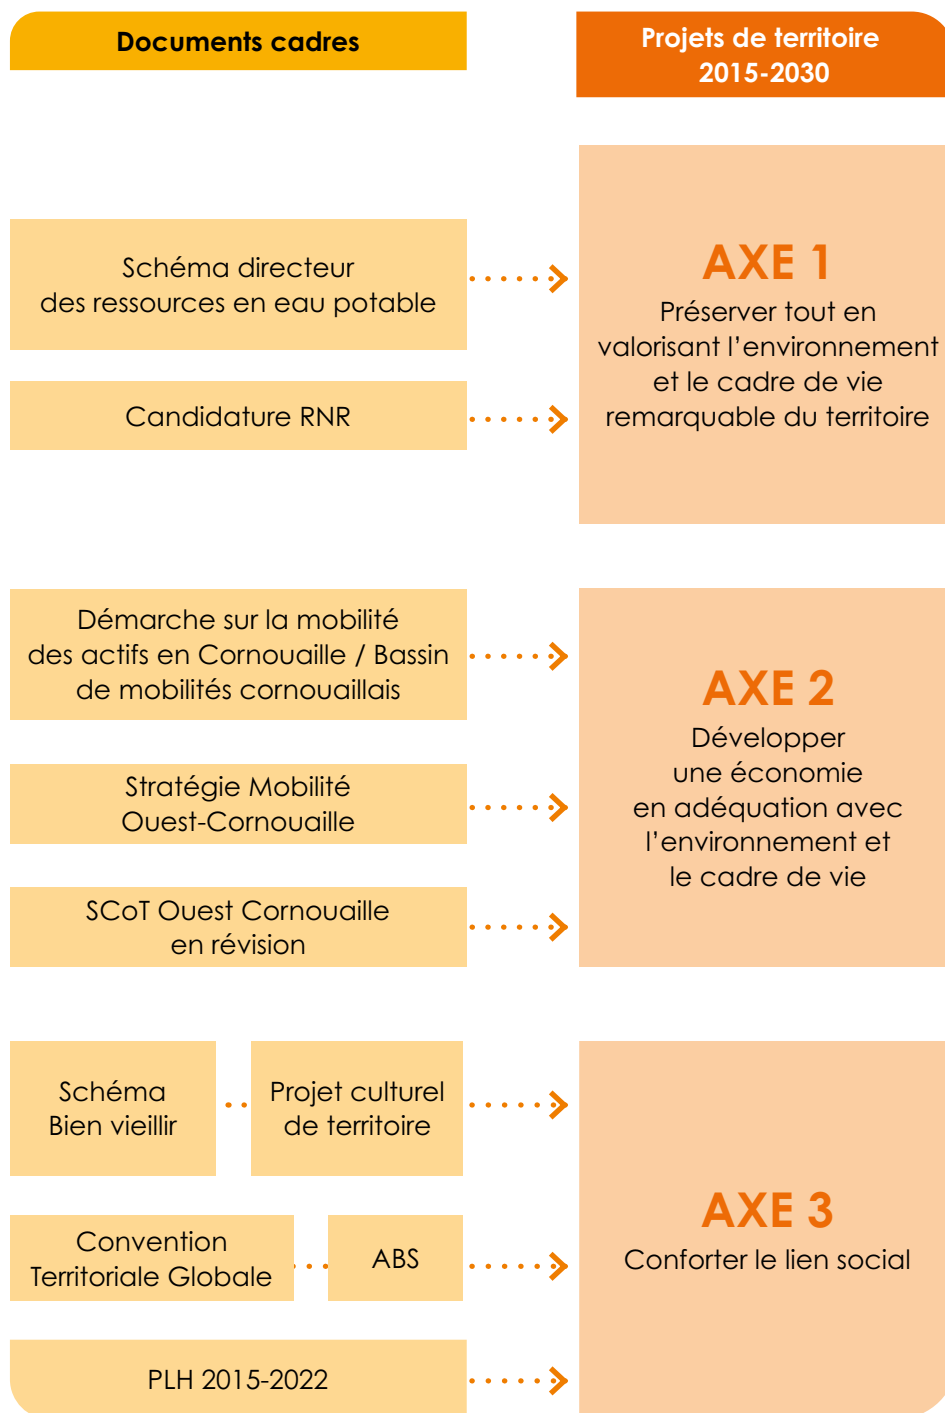 Documents cadres
Projets de territoire
2015-2030
Schéma directeur
des ressources en eau potable
Candidature RNR
AXE 1
Préserver tout en
valorisant l’environnement
et le cadre de vie
remarquable du territoire
Démarche sur la mobilité
des actifs en Cornouaille / Bassin
de mobilités cornouaillais
Stratégie Mobilité
Ouest-Cornouaille
SCoT Ouest Cornouaille
en révision
AXE 2
Développer
une économie
en adéquation avec
l’environnement et
le cadre de vie
Schéma
Bien vieillir
Projet culturel
de territoire
Convention
Territoriale Globale
ABS
PLH 2015-2022
AXE 3
Conforter le lien social